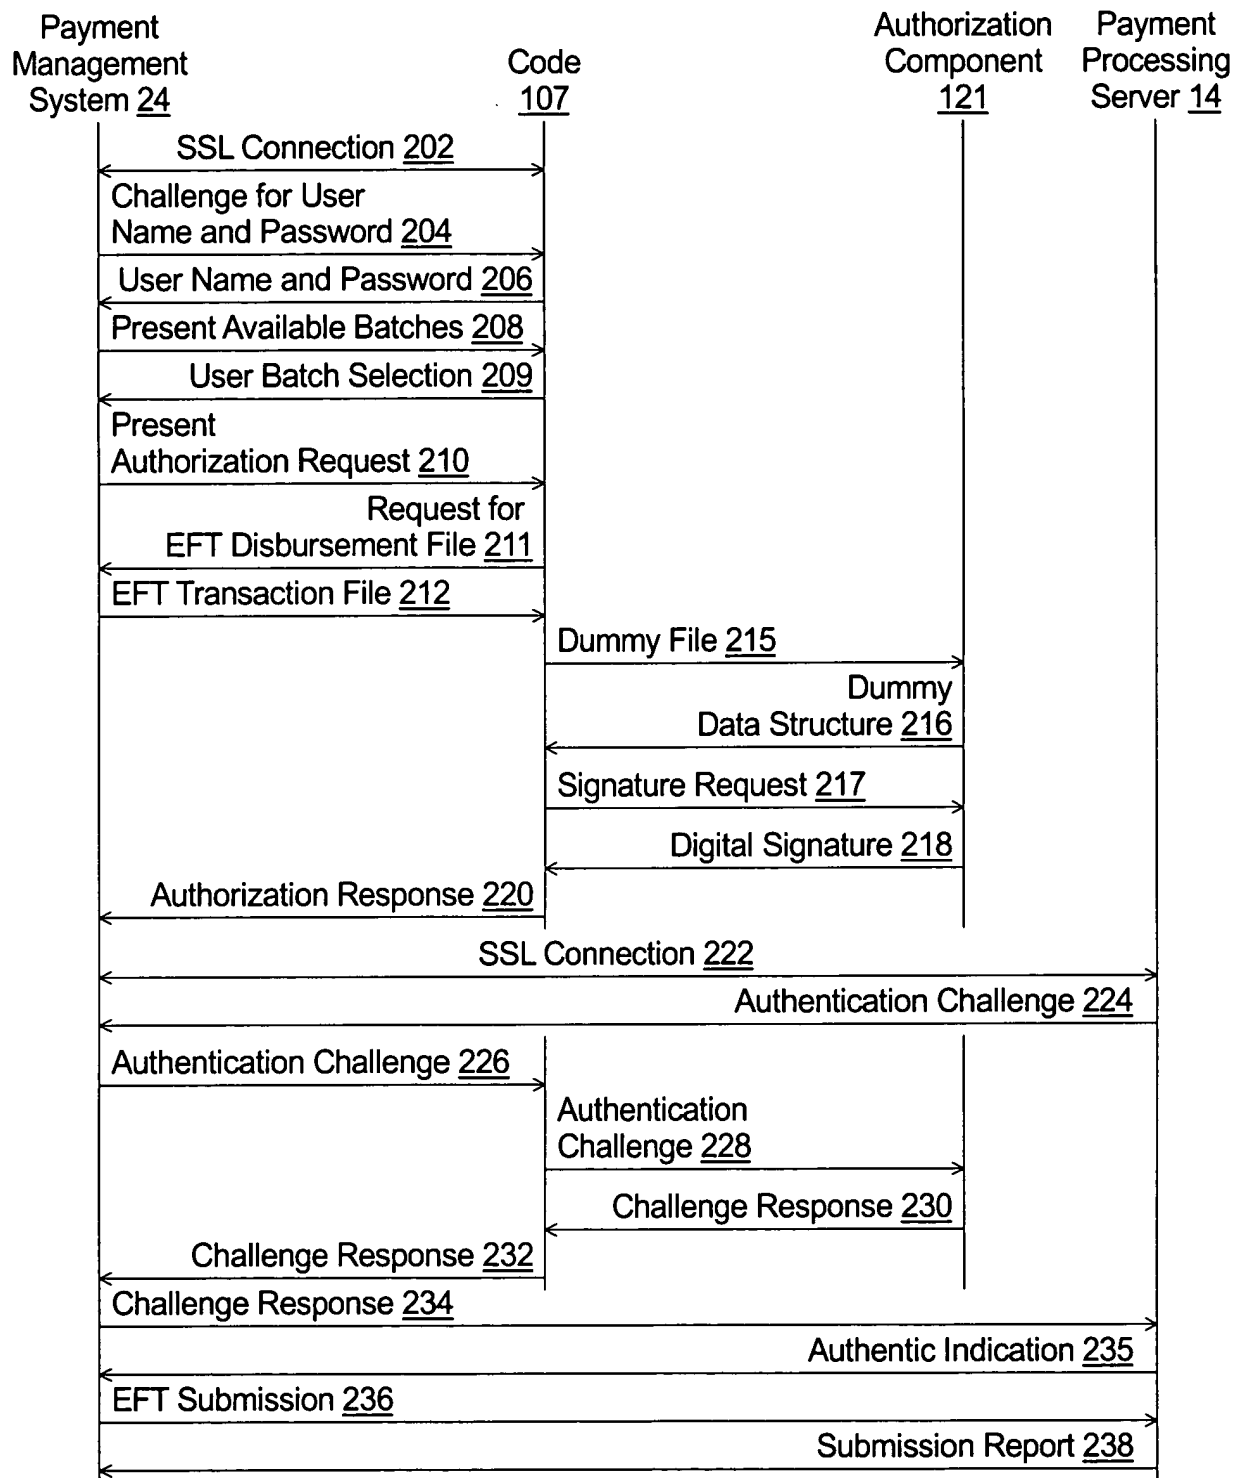 Payment
Management
System 24
Code
107
Authorization
Component
121
Payment
Processing
Server 14
SSL Connection 202
Challenge for User
Name and Password 204
User Name and Password 206
Present Available Batches 208
User Batch Selection 209
Present
Authorization Request 210
Request for
EFT Disbursement File 211
EFT Transaction File 212
Dummy File 215
Dummy
Data Structure 216
Signature Request 217
Digital Signature 218
Authorization Response 220
SSL Connection 222
Authentication Challenge 224
Authentication Challenge 226
Authentication
Challenge 228
Challenge Response 230
Challenge Response 232
Challenge Response 234
Authentic Indication 235
EFT Submission 236
Submission Report 238